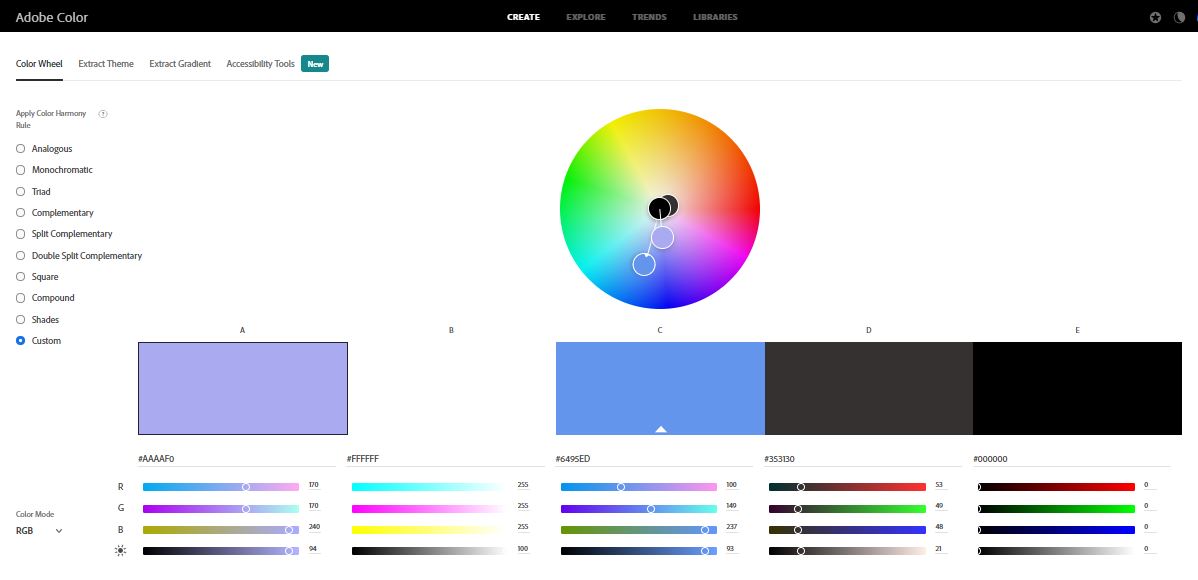 Adobe Color
CREATE EXPLORE TRENDS LIBRARIES
Color Wheel Extract Theme Extract Gradient Accessibility Tools New
Apply Color Harmony ?
Rule
Analogous
Monochromatic
Triad
Complementary
Split Complementary
Double Split Complementary
Square
Compound
Shades
Custom
A B C D E
#AAAAF0 #FFFFFF #6495ED #353130 #000000
R 170 255 100 53 0
G 170 255 149 49 0
B 240 255 237 48 0
94 100 93 21 0
Color Mode
RGB